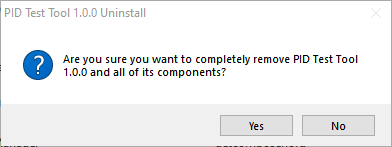 PID Test Tool 1.0.0 Uninstall
Are you sure you want to completely remove PID Test Tool
1.0.0 and all of its components?
Yes
No